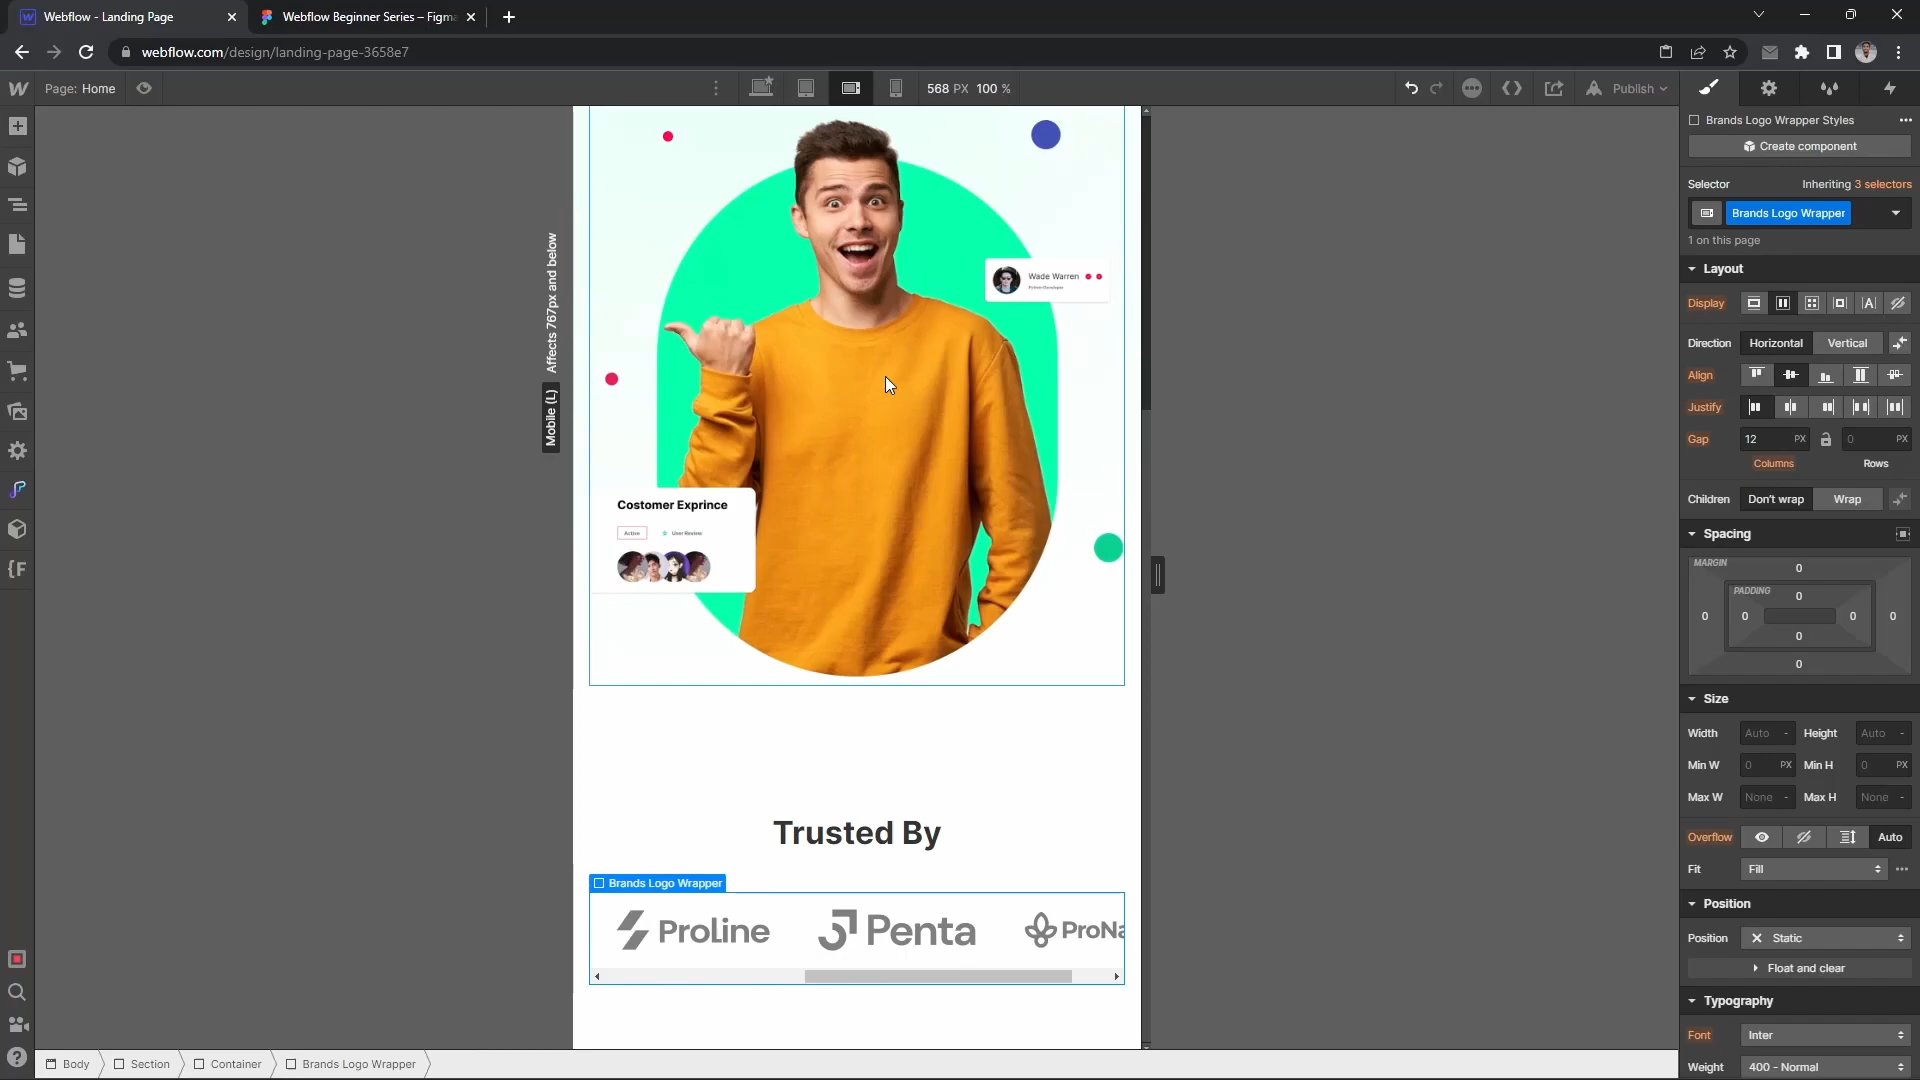 Webflow - Landing Page
Webflow Beginner Series – Figma
webflow.com/design/landing-page-3658e7
Page: Home
568 PX 100 %
Publish
Brands Logo Wrapper Styles
Create component
Selector
Inheriting 3 selectors
Brands Logo Wrapper
1 on this page
Layout
Display
Direction Horizontal Vertical
Align
Justify
Gap 12 PX 0 PX
Columns Rows
Children Don't wrap Wrap
Spacing
MARGIN
0
PADDING
0
0 0 0 0
0
0
Size
Width Auto - Height Auto -
Min W 0 PX Min H 0 PX
Max W None - Max H None -
Overflow Auto
Fit Fill
Position
Position Static
Float and clear
Typography
Font Inter
Weight 400 - Normal
Affects 767px and below
Mobile (L)
Wade Warren
Costomer Exprince
Active User Review
Trusted By
Brands Logo Wrapper
Proline Penta ProNa
Body Section Container Brands Logo Wrapper